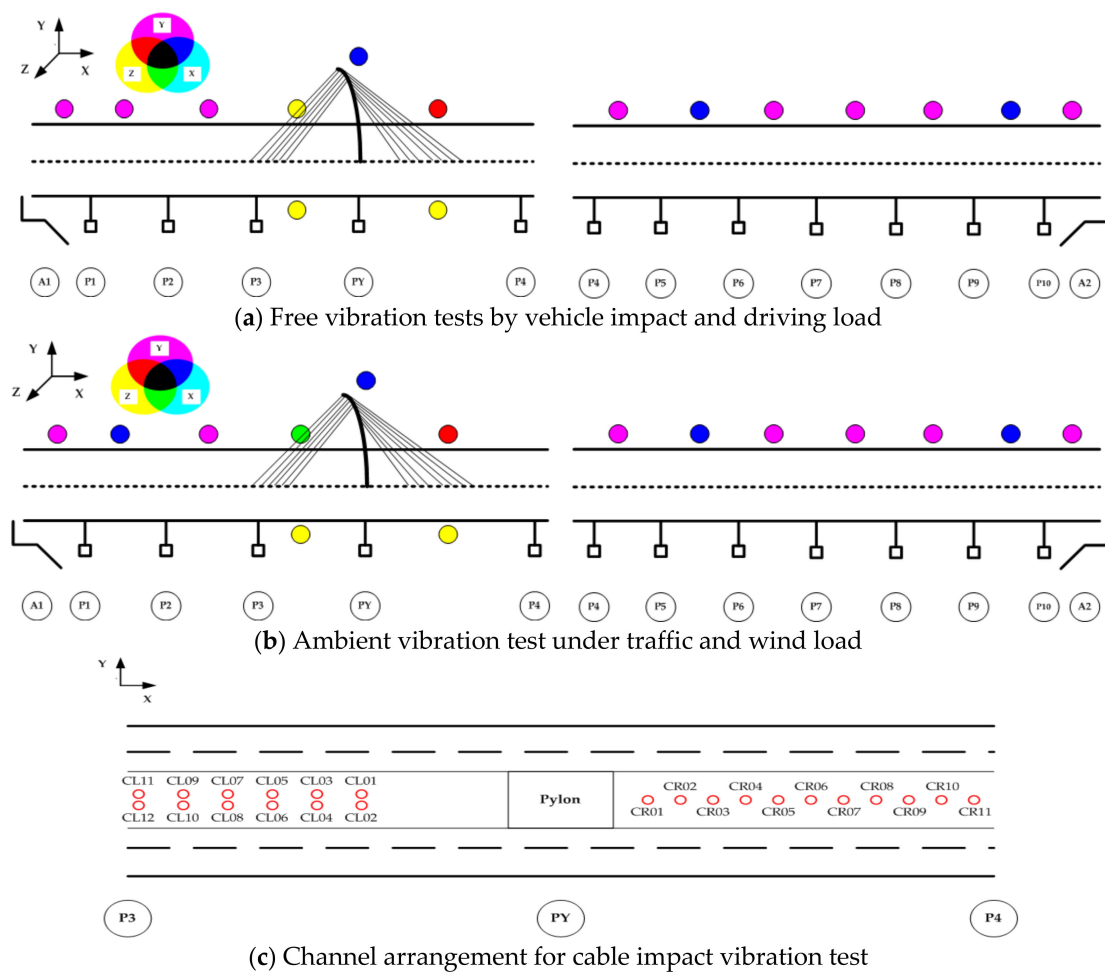 Y
X
Z
Y
Z
X
A1 P1 P2 P3 PY P4 P4 P5 P6 P7 P8 P9 P10 A2
(a) Free vibration tests by vehicle impact and driving load
Y
X
Z
Y
Z
X
A1 P1 P2 P3 PY P4 P4 P5 P6 P7 P8 P9 P10 A2
(b) Ambient vibration test under traffic and wind load
Y
X
CL11 CL09 CL07 CL05 CL03 CL01
CL12 CL10 CL08 CL06 CL04 CL02
Pylon
CR02 CR04 CR06 CR08 CR10
CR01 CR03 CR05 CR07 CR09 CR11
P3 PY P4
(c) Channel arrangement for cable impact vibration test